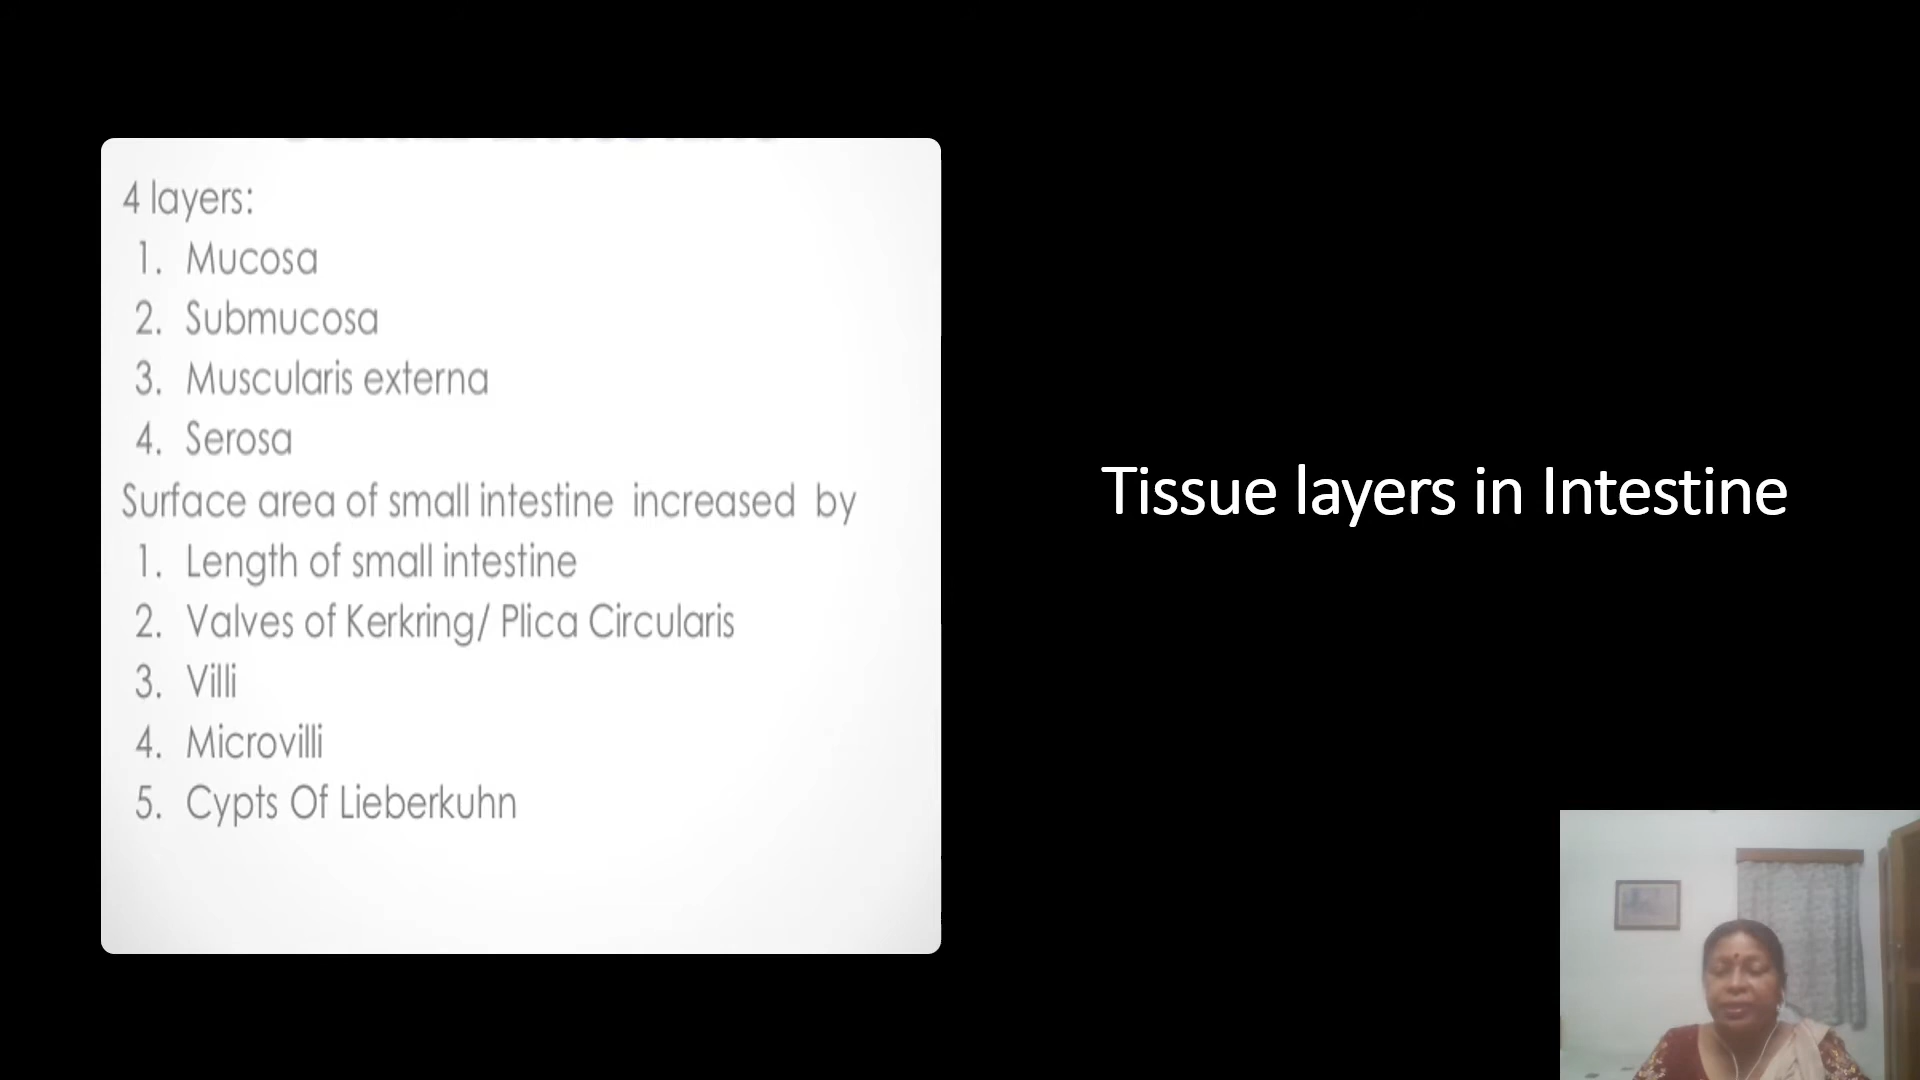 4 layers:
1. Mucosa
2. Submucosa
3. Muscularis externa
4. Serosa
Surface area of small intestine increased by
1. Length of small intestine
2. Valves of Kerkring/ Plica Circularis
3. Villi
4. Microvilli
5. Cypts Of Lieberkuhn
Tissue layers in Intestine